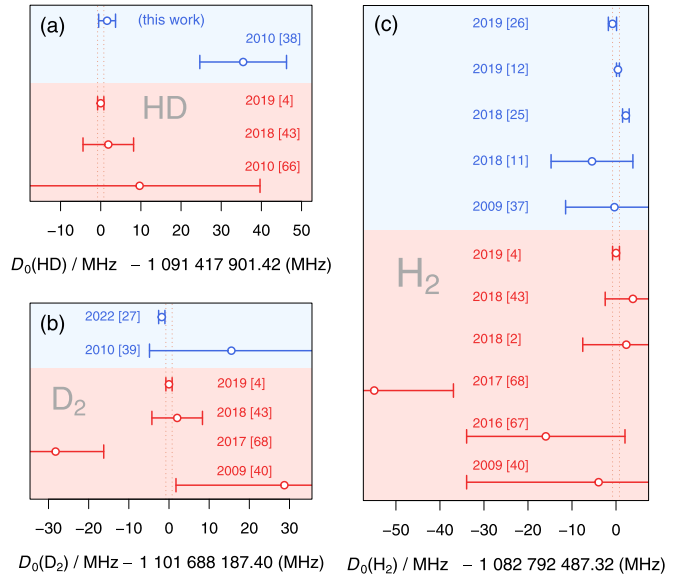 (a)
(this work)
2010 [38]
HD
2019 [4]
2018 [43]
2010 [66]
−10 0 10 20 30 40 50
D0(HD) / MHz − 1 091 417 901.42 (MHz)
(b)
2022 [27]
2010 [39]
D2
2019 [4]
2018 [43]
2017 [68]
2009 [40]
−30 −20 −10 0 10 20 30
D0(D2) / MHz − 1 101 688 187.40 (MHz)
(c)
2019 [26]
2019 [12]
2018 [25]
2018 [11]
2009 [37]
H2
2019 [4]
2018 [43]
2018 [2]
2017 [68]
2016 [67]
2009 [40]
−50 −40 −30 −20 −10 0
D0(H2) / MHz − 1 082 792 487.32 (MHz)